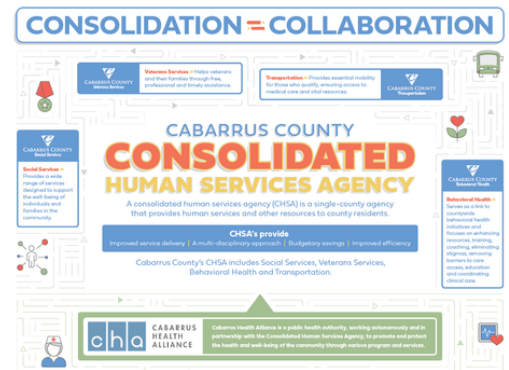 CONSOLIDATION = COLLABORATION
CABARRUS COUNTY
Veterans Services
Veterans Services • Helps veterans
and their families through free,
professional and timely assistance.
Transportation • Provides essential mobility
for those who qualify, ensuring access to
medical care and vital resources.
CABARRUS COUNTY
Transportation
CABARRUS COUNTY
Social Services
Social Services •
Provides a wide
range of services
designed to support
the well-being of
individuals and
families in the
community.
CABARRUS COUNTY
CONSOLIDATED
HUMAN SERVICES AGENCY
A consolidated human services agency (CHSA) is a single-county agency
that provides human services and other resources to county residents.
CHSA's provide
Improved service delivery | A multi-disciplinary approach | Budgetary savings | Improved efficiency
Cabarrus County's CHSA includes Social Services, Veterans Services,
Behavioral Health and Transportation.
CABARRUS COUNTY
Behavioral Health
Behavioral Health •
Serves as a link to
countywide
behavioral health
initiatives and
focuses on enhancing
resources, training,
coaching, eliminating
stigmas, removing
barriers to care
access, education
and coordinating
clinical care.
cha
CABARRUS
HEALTH
ALLIANCE
Cabarrus Health Alliance is a public health authority, working autonomously and in
partnership with the Consolidated Human Services Agency, to promote and protect
the health and well-being of the community through various programs and services.